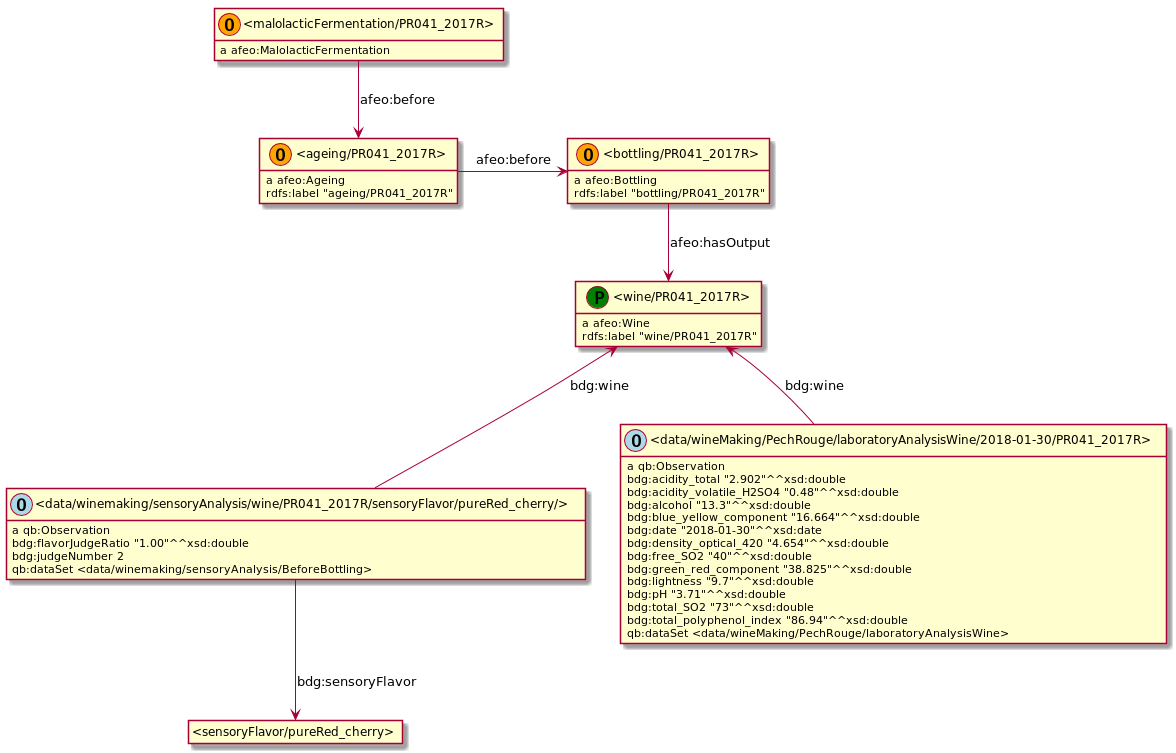 O <malolacticFermentation/PR041_2017R>
a afeo:MalolacticFermentation
afeo:before
O <ageing/PR041_2017R>
a afeo:Ageing
rdfs:label "ageing/PR041_2017R"
afeo:before
O <bottling/PR041_2017R>
a afeo:Bottling
rdfs:label "bottling/PR041_2017R"
afeo:hasOutput
P <wine/PR041_2017R>
a afeo:Wine
rdfs:label "wine/PR041_2017R"
bdg:wine
bdg:wine
O <data/wineMaking/PechRouge/laboratoryAnalysisWine/2018-01-30/PR041_2017R>
a qb:Observation
bdg:acidity_total "2.902"^^xsd:double
bdg:acidity_volatile_H2SO4 "0.48"^^xsd:double
bdg:alcohol "13.3"^^xsd:double
bdg:blue_yellow_component "16.664"^^xsd:double
bdg:date "2018-01-30"^^xsd:date
bdg:density_optical_420 "4.654"^^xsd:double
bdg:free_SO2 "40"^^xsd:double
bdg:green_red_component "38.825"^^xsd:double
bdg:lightness "9.7"^^xsd:double
bdg:pH "3.71"^^xsd:double
bdg:total_SO2 "73"^^xsd:double
bdg:total_polyphenol_index "86.94"^^xsd:double
qb:dataSet <data/wineMaking/PechRouge/laboratoryAnalysisWine>
O <data/winemaking/sensoryAnalysis/wine/PR041_2017R/sensoryFlavor/pureRed_cherry/>
a qb:Observation
bdg:flavorJudgeRatio "1.00"^^xsd:double
bdg:judgeNumber 2
qb:dataSet <data/winemaking/sensoryAnalysis/BeforeBottling>
bdg:sensoryFlavor
<sensoryFlavor/pureRed_cherry>